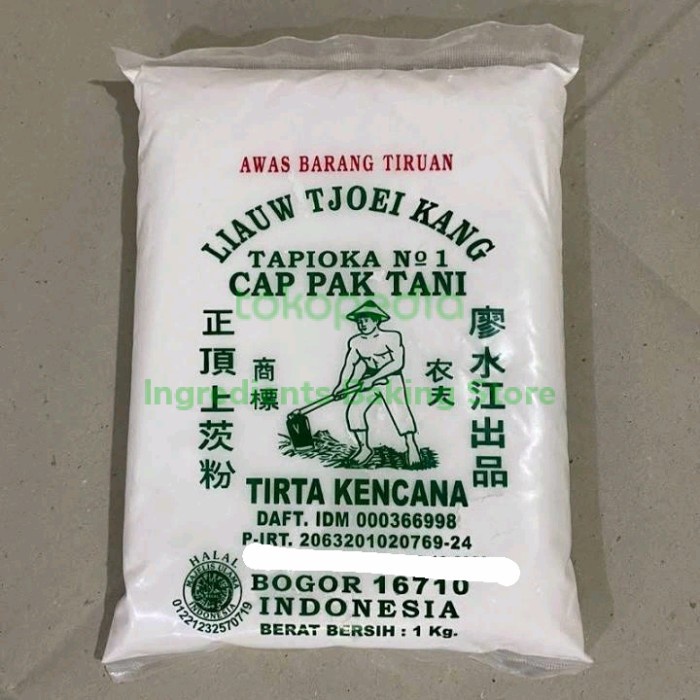 AWAS BARANG TIRUAN
LIAUW TJOEI KANG
TAPIOKA No 1
CAP PAK TANI
tokopedia
正頂上茨粉
商標
农夫
廖水江出品
Ingredients Baking Store
TIRTA KENCANA
DAFT. IDM 000366998
P-IRT. 2063201020769-24
HALAL
MAJELIS ULAMA
INDONESIA
01221232570719
BOGOR 16710
INDONESIA
BERAT BERSIH : 1 Kg.